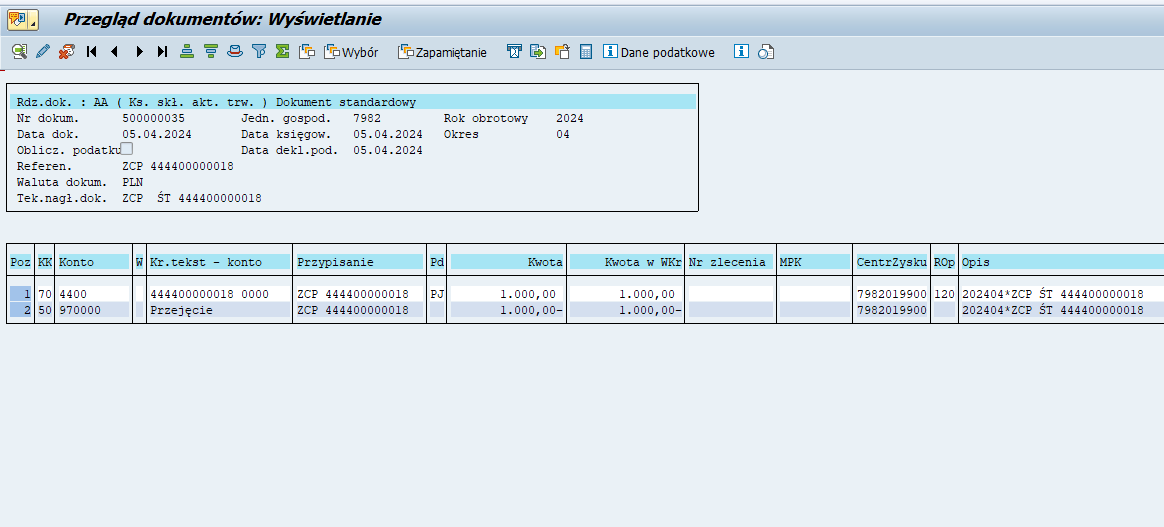 Przegląd dokumentów: Wyświetlanie
Wybór Zapamiętanie Dane podatkowe
Rdz.dok. : AA ( Ks. skł. akt. trw. ) Dokument standardowy
Nr dokum. 500000035 Jedn. gospod. 7982 Rok obrotowy 2024
Data dok. 05.04.2024 Data księgow. 05.04.2024 Okres 04
Oblicz. podatku Data dekl.pod. 05.04.2024
Referen. ZCP 444400000018
Waluta dokum. PLN
Tek.nagł.dok. ZCP ŚT 444400000018
Poz KK Konto W Kr.tekst - konto Przypisanie Pd Kwota Kwota w WKr Nr zlecenia MPK CentrZysku ROp Opis
1 70 4400 444400000018 0000 ZCP 444400000018 PJ 1.000,00 1.000,00 7982019900 120 202404*ZCP ŚT 444400000018
2 50 970000 Przejęcie ZCP 444400000018 1.000,00- 1.000,00- 7982019900 202404*ZCP ŚT 444400000018